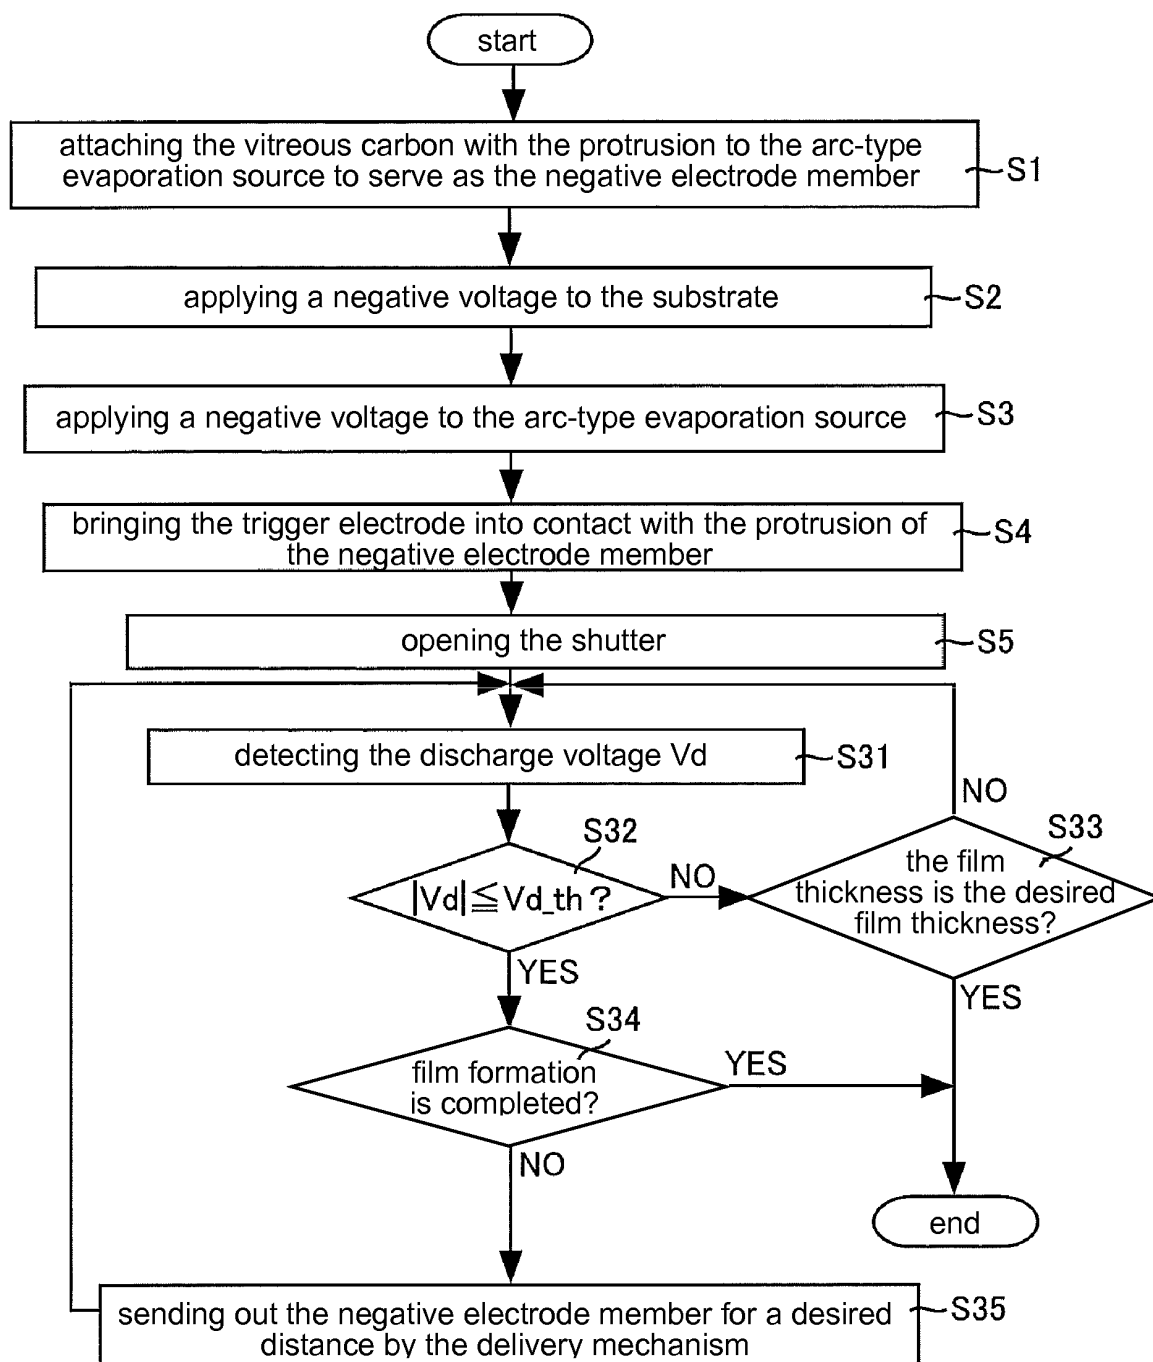 start
attaching the vitreous carbon with the protrusion to the arc-type
evaporation source to serve as the negative electrode member
S1
applying a negative voltage to the substrate
S2
applying a negative voltage to the arc-type evaporation source
S3
bringing the trigger electrode into contact with the protrusion of
the negative electrode member
S4
opening the shutter
S5
detecting the discharge voltage Vd
S31
NO
S32
|Vd|≦Vd_th?
NO
S33
the film
thickness is the desired
film thickness?
YES
YES
S34
film formation
is completed?
YES
NO
end
sending out the negative electrode member for a desired
distance by the delivery mechanism
S35